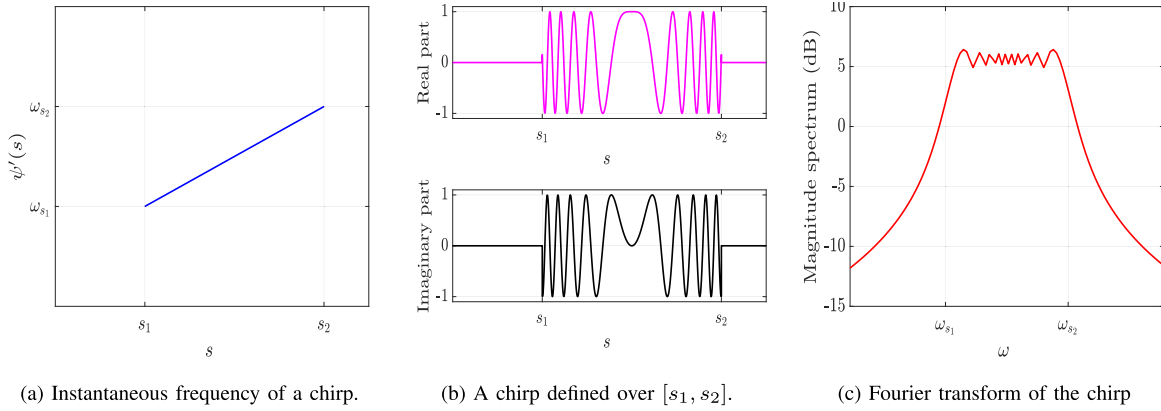 ψ′(s)
ω_{s_2}
ω_{s_1}
s_1
s_2
s
(a) Instantaneous frequency of a chirp.
Real part
1
0
-1
s_1
s_2
s
Imaginary part
1
0
-1
s_1
s_2
s
(b) A chirp defined over [s_1, s_2].
Magnitude spectrum (dB)
10
5
0
-5
-10
-15
ω_{s_1}
ω_{s_2}
ω
(c) Fourier transform of the chirp